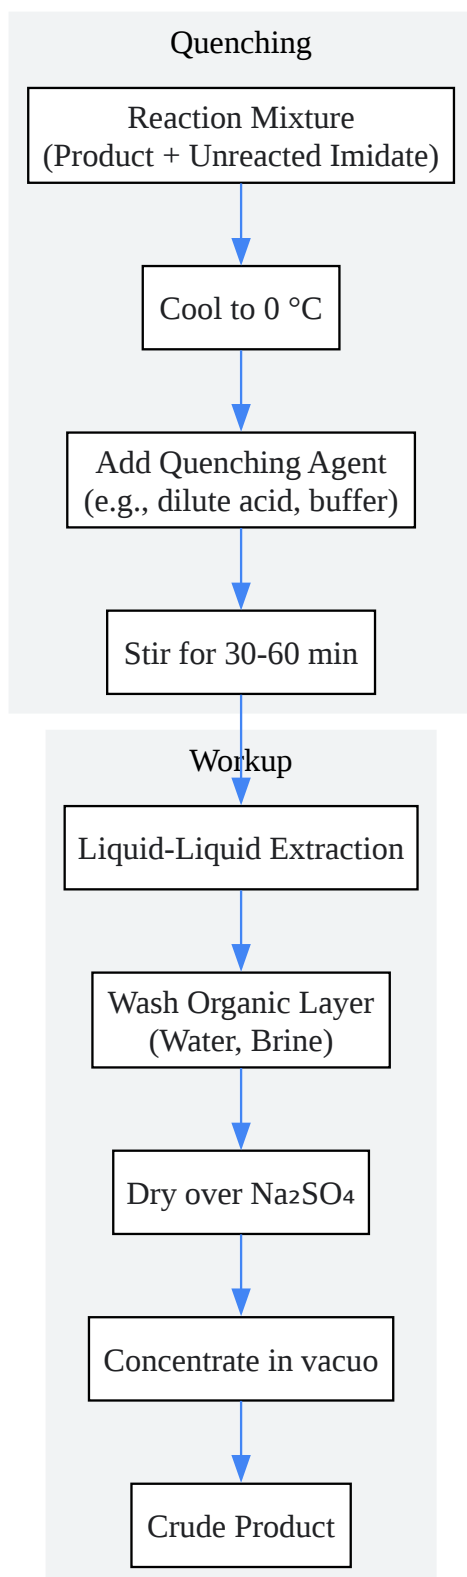 Quenching
Reaction Mixture
(Product + Unreacted Imidate)
Cool to 0 °C
Add Quenching Agent
(e.g., dilute acid, buffer)
Stir for 30-60 min
Workup
Liquid-Liquid Extraction
Wash Organic Layer
(Water, Brine)
Dry over Na₂SO₄
Concentrate in vacuo
Crude Product